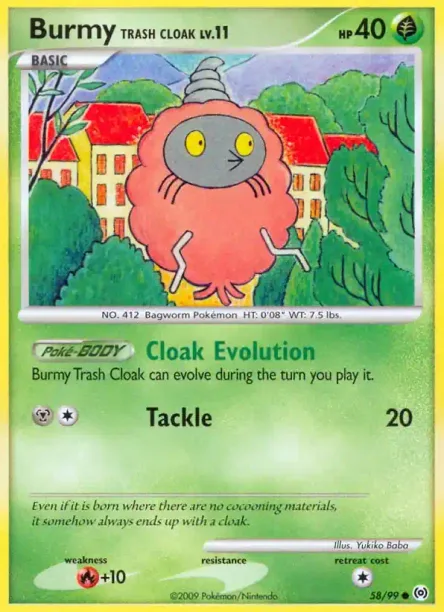 Burmy TRASH CLOAK LV.11 HP 40
BASIC
NO. 412 Bagworm Pokémon HT: 0'08" WT: 7.5 lbs.
Poké-BODY Cloak Evolution
Burmy Trash Cloak can evolve during the turn you play it.
Tackle 20
Even if it is born where there are no cocooning materials,
it somehow always ends up with a cloak.
Illus. Yukiko Baba
weakness resistance retreat cost
+10
©2009 Pokémon/Nintendo. 58/99